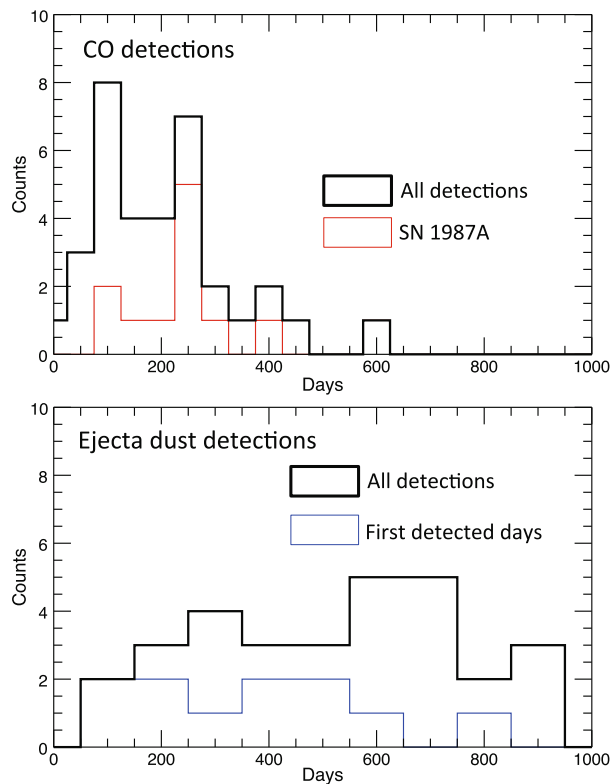 10
CO detections
8
6
Counts
All detections
4
SN 1987A
2
0
0 200 400 600 800 1000
Days
10
Ejecta dust detections
8
All detections
6
First detected days
Counts
4
2
0
0 200 400 600 800 1000
Days